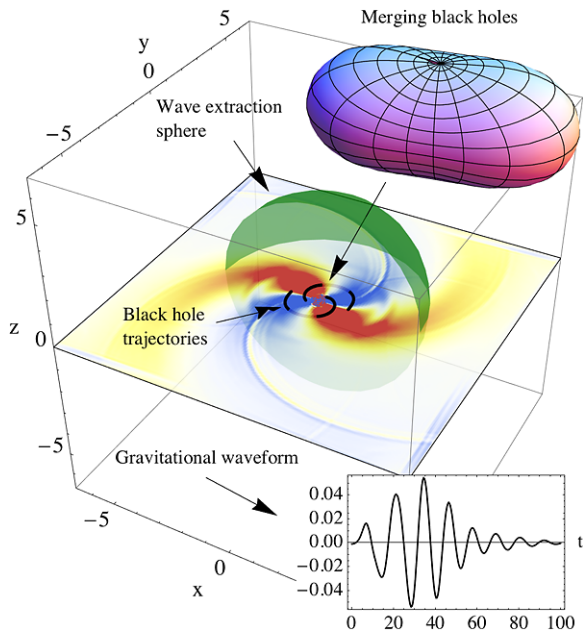 Merging black holes
5
y
0
−5
Wave extraction
sphere
5
z
0
−5
Black hole
trajectories
Gravitational waveform
−5
0
x
0.04
0.02
0.00
−0.02
−0.04
t
0 20 40 60 80 100